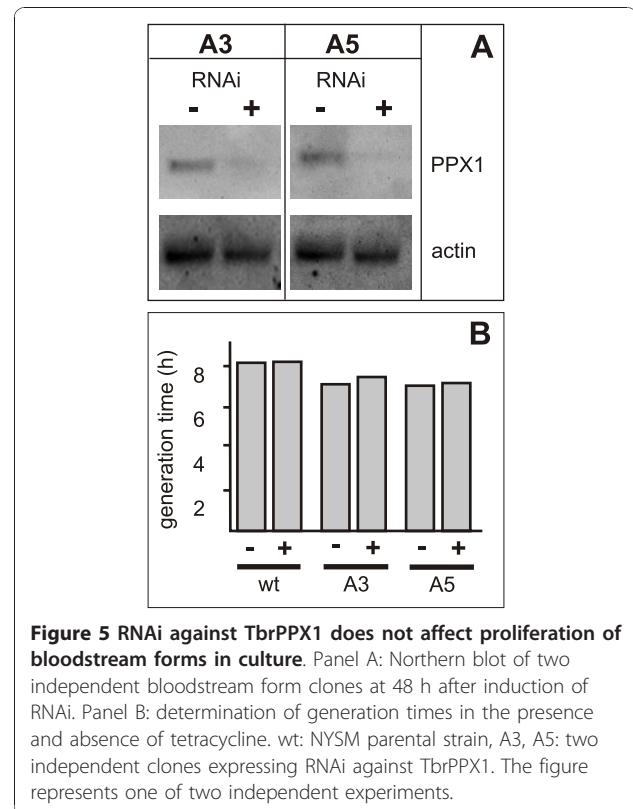 A3 A5 A
RNAi RNAi
- + - +
PPX1
actin
B
generation time (h)
8
6
4
2
- + - + - +
wt A3 A5
Figure 5 RNAi against TbrPPX1 does not affect proliferation of
bloodstream forms in culture. Panel A: Northern blot of two
independent bloodstream form clones at 48 h after induction of
RNAi. Panel B: determination of generation times in the presence
and absence of tetracycline. wt: NYSM parental strain, A3, A5: two
independent clones expressing RNAi against TbrPPX1. The figure
represents one of two independent experiments.